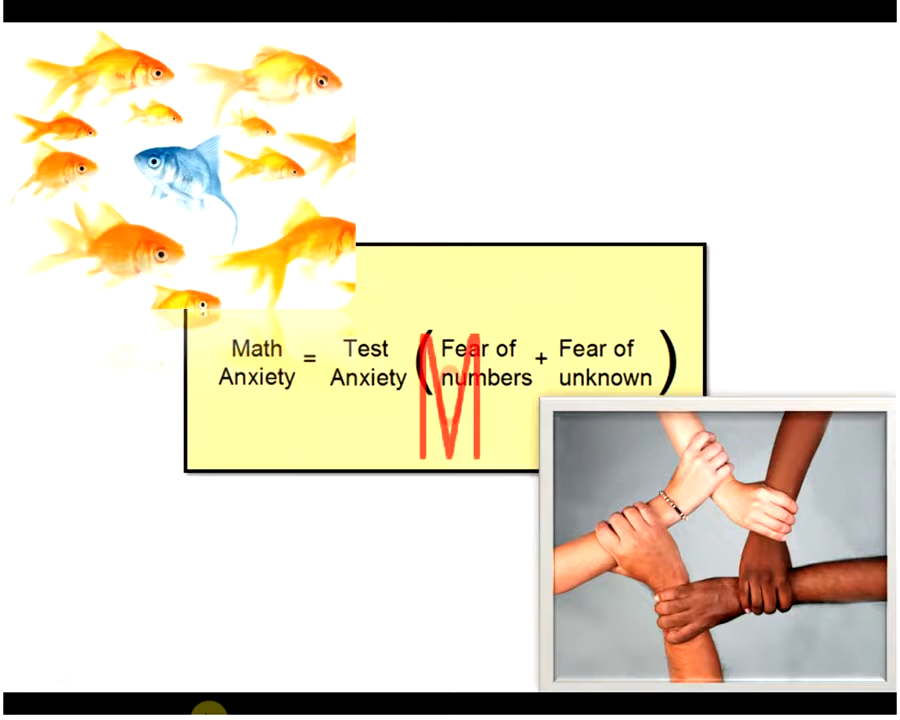 Math = Test ( Fear of + Fear of )
Anxiety Anxiety numbers unknown
M